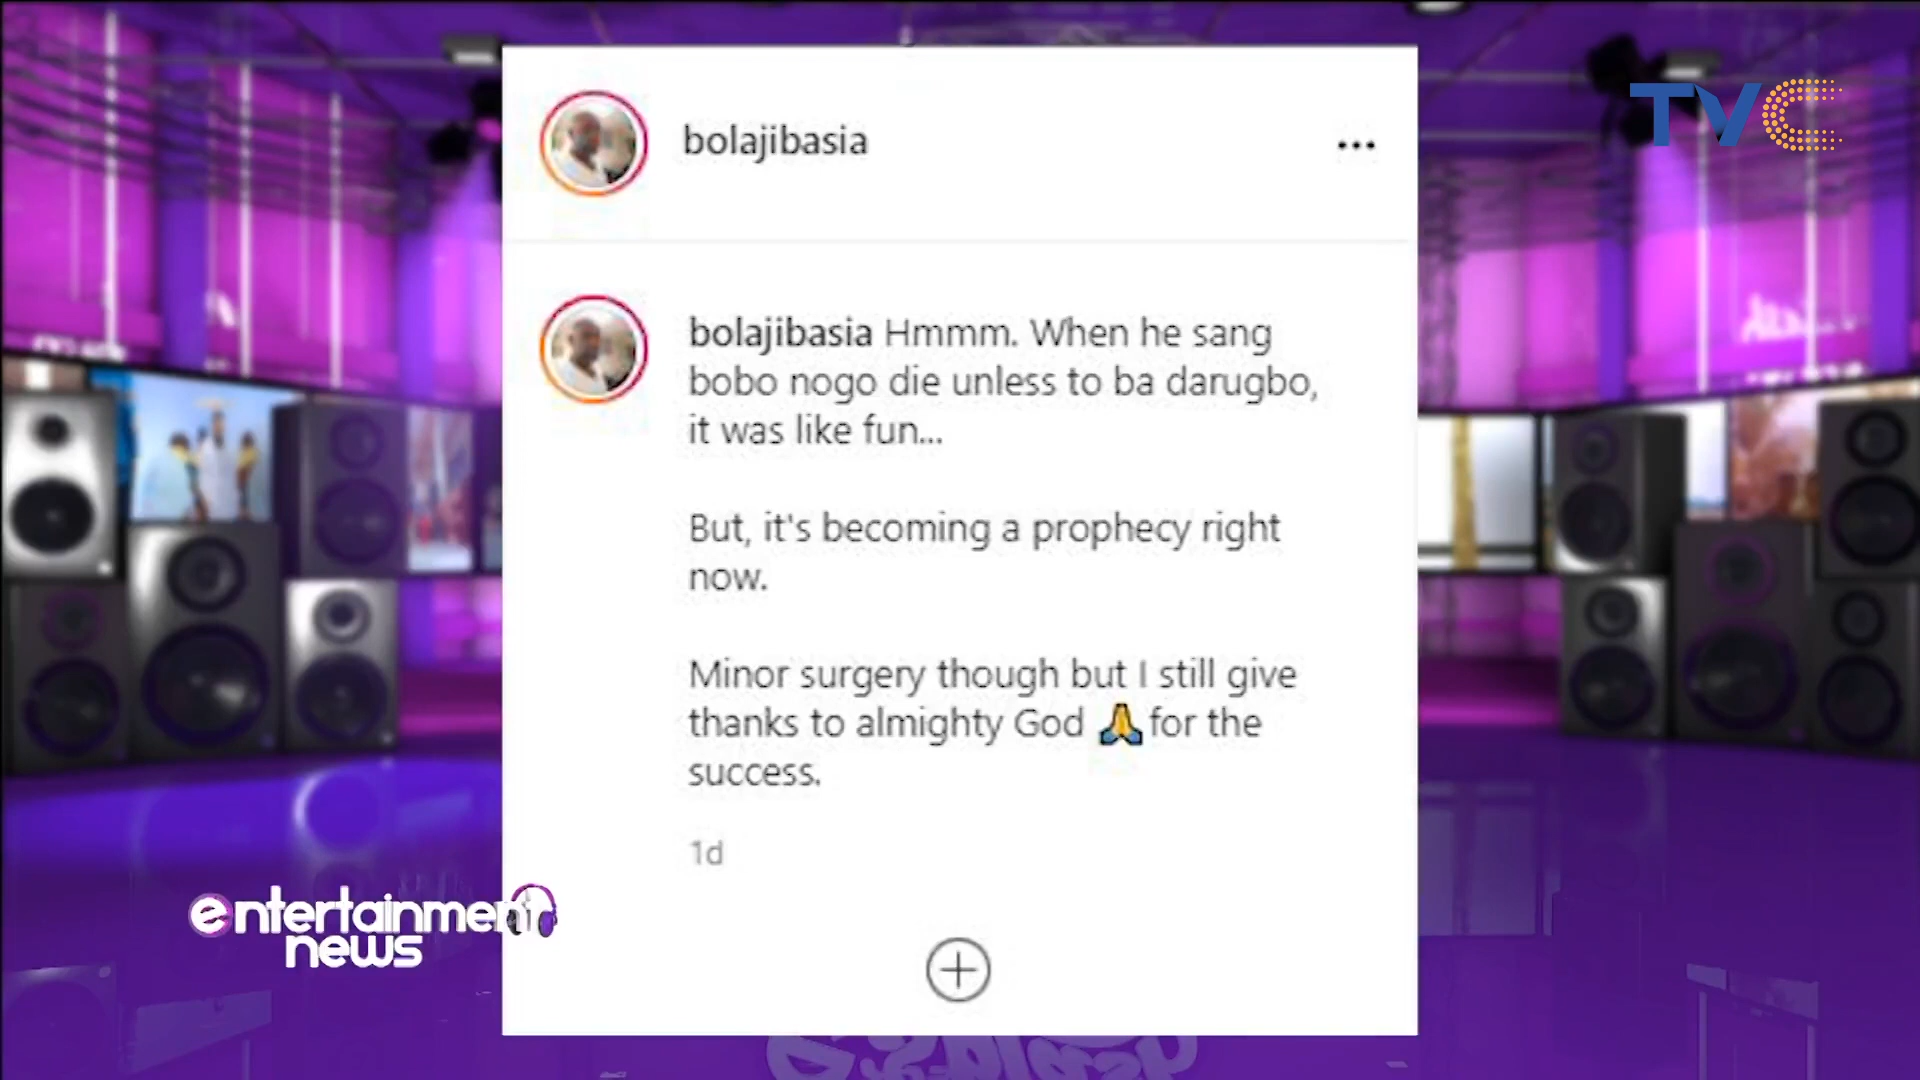 TVC
bolajibasia
bolajibasia Hmmm. When he sang
bobo nogo die unless to ba darugbo,
it was like fun...
But, it's becoming a prophecy right
now.
Minor surgery though but I still give
thanks to almighty God 🙏 for the
success.
1d
entertainment
news